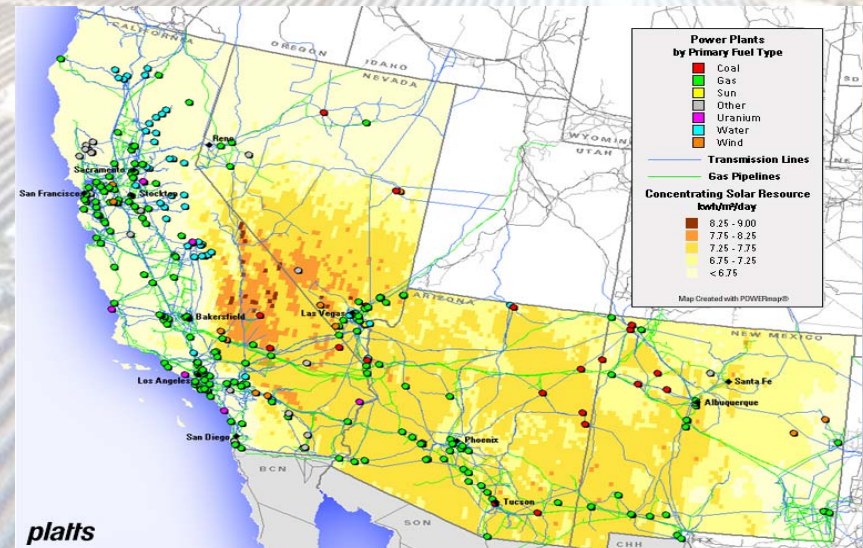 CALIFORNIA
OREGON
IDAHO
NEVADA
WYOMING
UTAH
SD
NE
Reno
Sacramento
San Francisco
Stockton
Bakersfield
Las Vegas
ARIZONA
NEW MEXICO
Los Angeles
Santa Fe
Albuquerque
San Diego
Phoenix
Tucson
BCN
SON
CHH
TX
Power Plants
by Primary Fuel Type
Coal
Gas
Sun
Other
Uranium
Water
Wind
Transmission Lines
Gas Pipelines
Concentrating Solar Resource
kwh/m²/day
8.25 - 9.00
7.75 - 8.25
7.25 - 7.75
6.75 - 7.25
< 6.75
Map Created with POWERmap®
platts